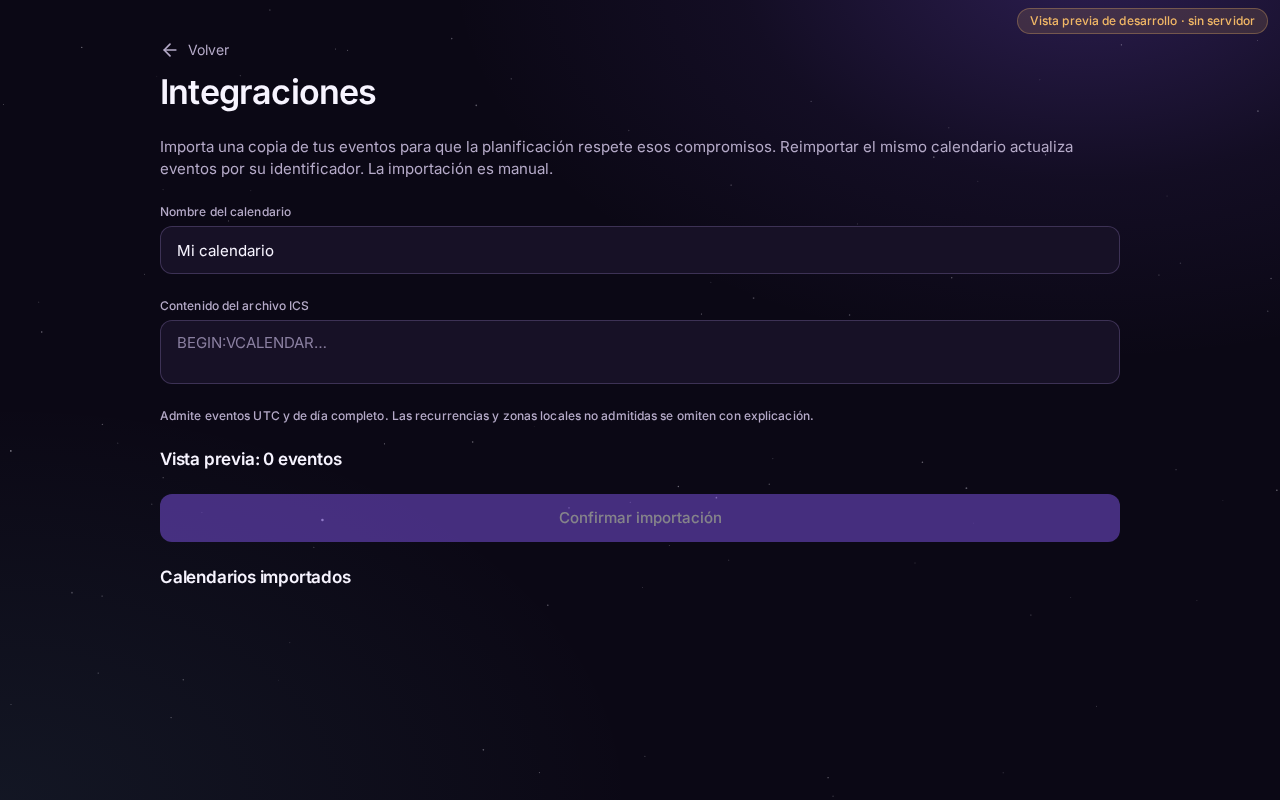 Vista previa de desarrollo · sin servidor
Volver
Integraciones
Importa una copia de tus eventos para que la planificación respete esos compromisos. Reimportar el mismo calendario actualiza
eventos por su identificador. La importación es manual.
Nombre del calendario
Mi calendario
Contenido del archivo ICS
BEGIN:VCALENDAR...
Admite eventos UTC y de día completo. Las recurrencias y zonas locales no admitidas se omiten con explicación.
Vista previa: 0 eventos
Confirmar importación
Calendarios importados